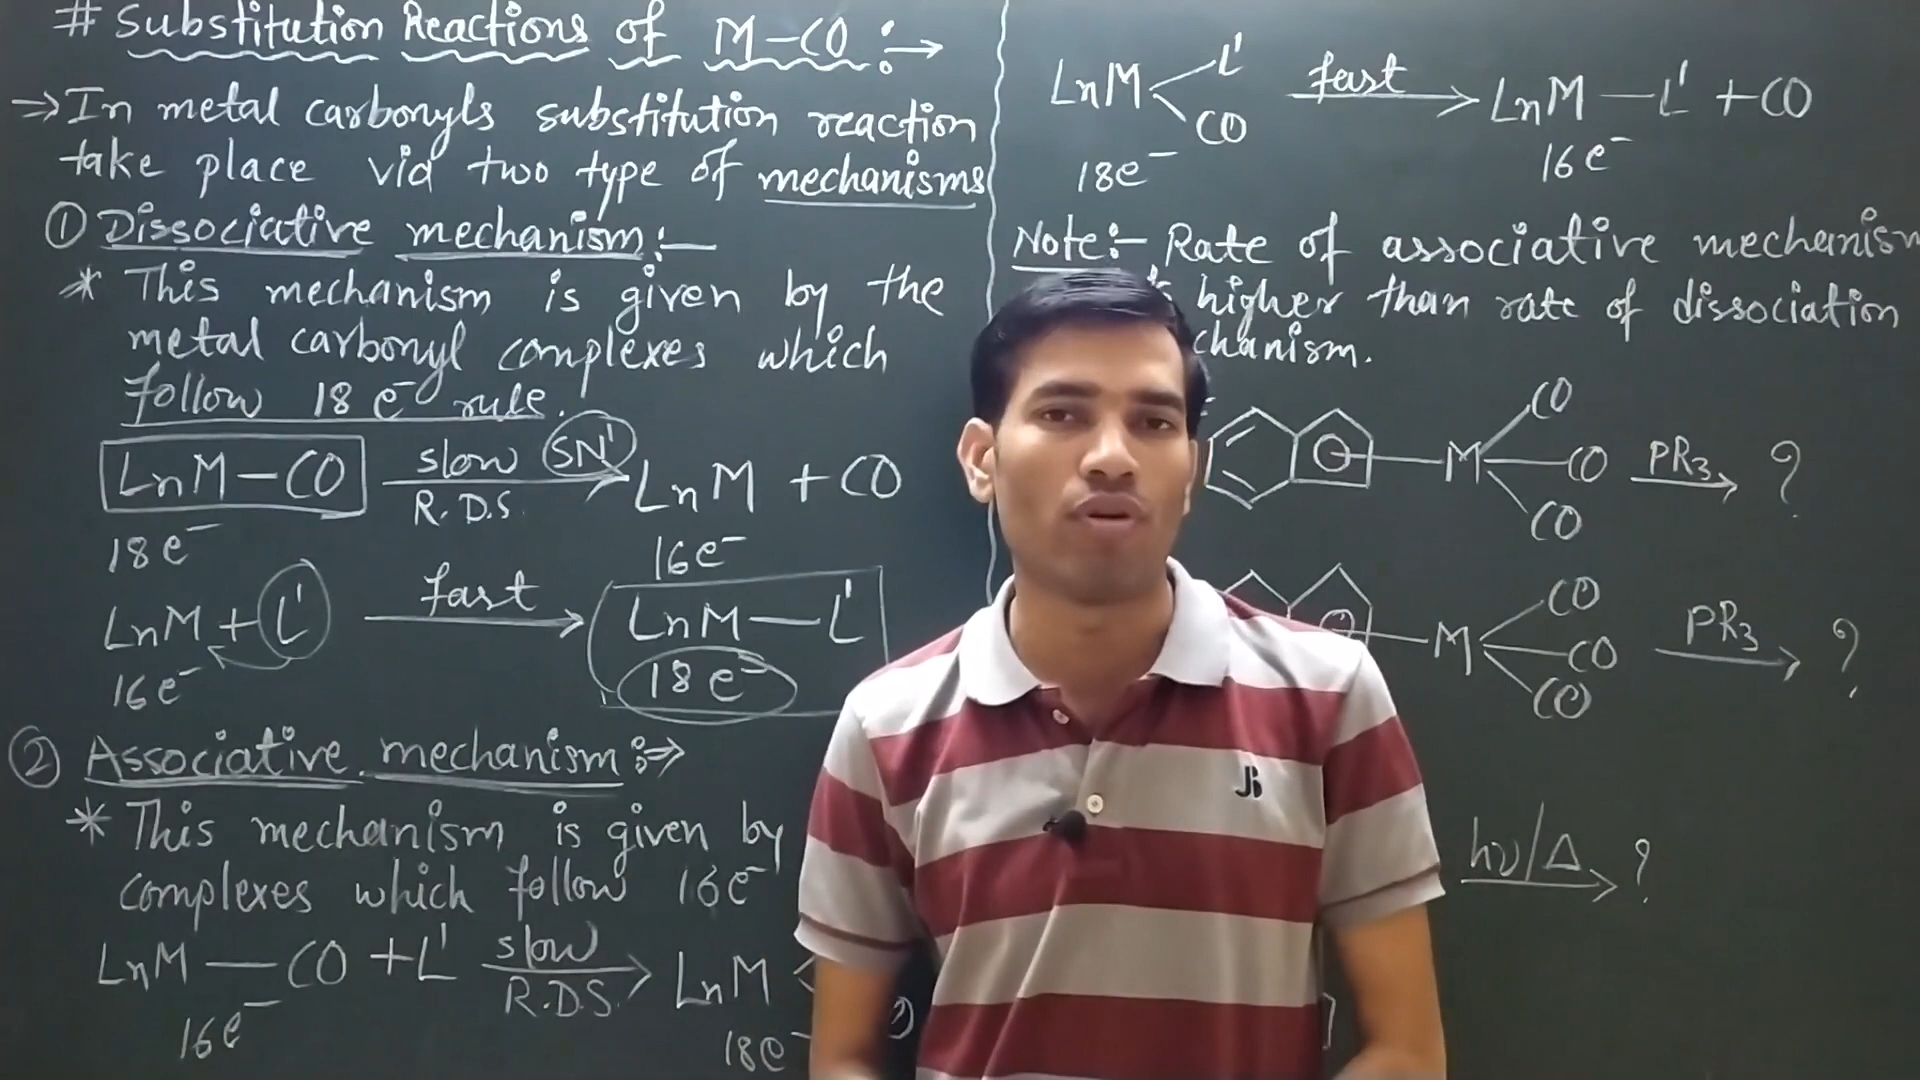 # Substitution Reactions of M-CO :→
⇒ In metal carbonyls substitution reaction
take place via two type of mechanisms
① Dissociative mechanism:-
* This mechanism is given by the
metal carbonyl complexes which
follow 18 e⁻ rule.
LnM-CO slow R.D.S. SN¹ → LnM + CO
18e⁻ 16e⁻
LnM + L' fast → LnM — L'
16e⁻ 18e⁻
② Associative mechanism:⇒
* This mechanism is given by
complexes which follow 16e⁻
LnM — CO + L' slow R.D.S. → LnM
16e⁻ 18e⁻
LnM L' CO fast → LnM — L' + CO
18e⁻ 16e⁻
Note:- Rate of associative mechanism
higher than rate of dissociation
chanism.
M CO CO CO PR₃ → ?
M CO CO CO PR₃ → ?
hν/Δ → ?